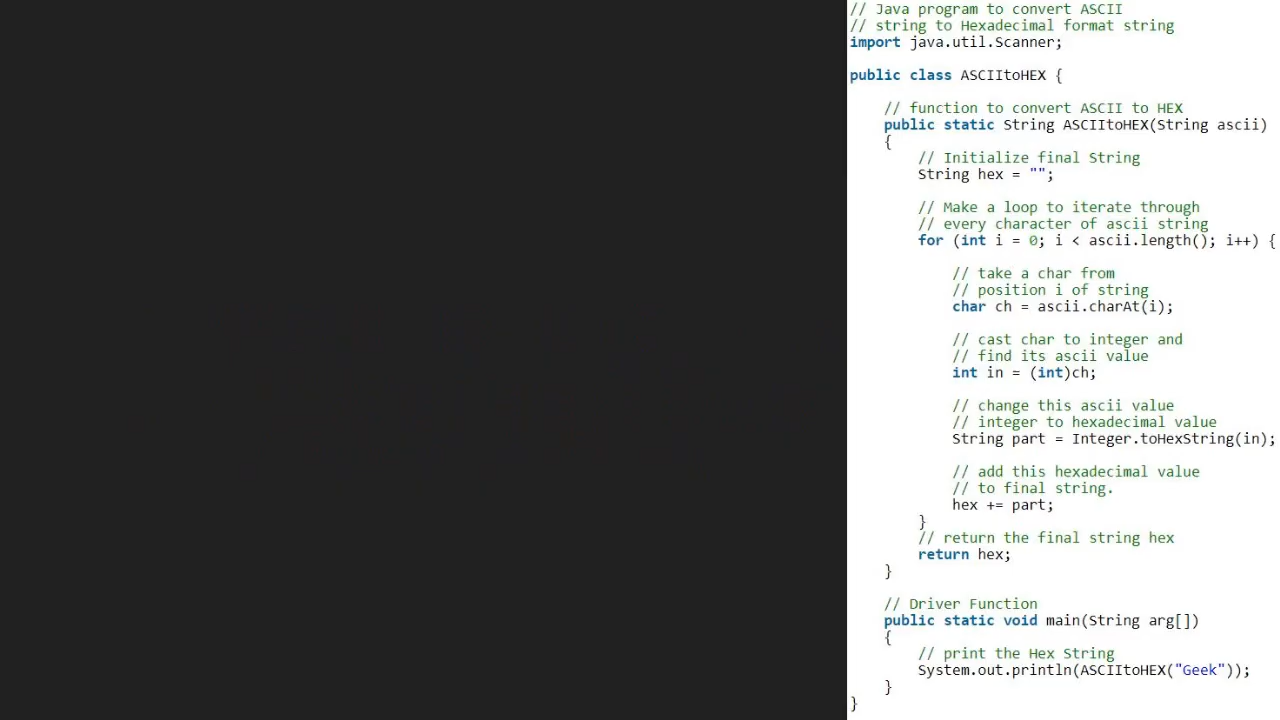 // Java program to convert ASCII
// string to Hexadecimal format string
import java.util.Scanner;
public class ASCIItoHEX {
// function to convert ASCII to HEX
public static String ASCIItoHEX(String ascii)
{
// Initialize final String
String hex = "";
// Make a loop to iterate through
// every character of ascii string
for (int i = 0; i < ascii.length(); i++) {
// take a char from
// position i of string
char ch = ascii.charAt(i);
// cast char to integer and
// find its ascii value
int in = (int)ch;
// change this ascii value
// integer to hexadecimal value
String part = Integer.toHexString(in);
// add this hexadecimal value
// to final string.
hex += part;
}
// return the final string hex
return hex;
}
// Driver Function
public static void main(String arg[])
{
// print the Hex String
System.out.println(ASCIItoHEX("Geek"));
}
}